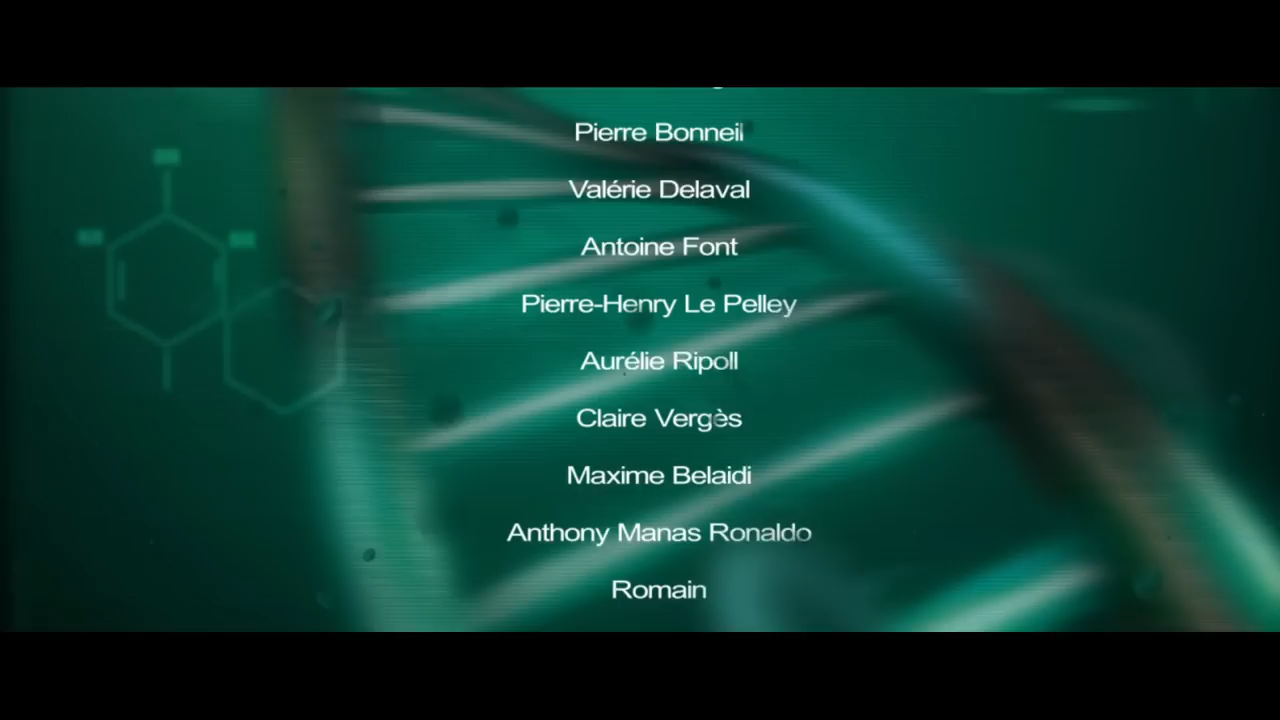 Pierre Bonneil
Valérie Delaval
Antoine Font
Pierre-Henry Le Pelley
Aurélie Ripoll
Claire Vergès
Maxime Belaidi
Anthony Manas Ronaldo
Romain